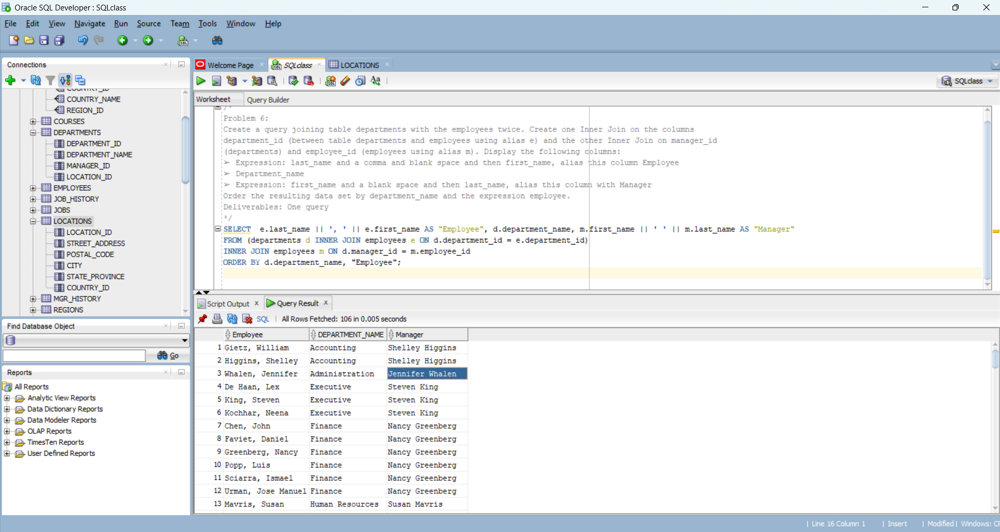 Oracle SQL Developer : SQLclass
File Edit View Navigate Run Source Team Tools Window Help
Connections
COUNTRY_ID
COUNTRY_NAME
REGION_ID
COURSES
DEPARTMENTS
DEPARTMENT_ID
DEPARTMENT_NAME
MANAGER_ID
LOCATION_ID
EMPLOYEES
JOB_HISTORY
JOBS
LOCATIONS
LOCATION_ID
STREET_ADDRESS
POSTAL_CODE
CITY
STATE_PROVINCE
COUNTRY_ID
MGR_HISTORY
REGIONS
Find Database Object
Go
Reports
All Reports
Analytic View Reports
Data Dictionary Reports
Data Modeler Reports
OLAP Reports
TimesTen Reports
User Defined Reports
Welcome Page SQLclass LOCATIONS
SQLclass
Worksheet Query Builder
/*
Problem 6:
Create a query joining table departments with the employees twice. Create one Inner Join on the columns
department_id (between table departments and employees using alias e) and the other Inner Join on manager_id
(departments) and employee_id (employees using alias m). Display the following columns:
➢ Expression: last_name and a comma and blank space and then first_name, alias this column Employee
➢ Department_name
➢ Expression: first_name and a blank space and then last_name, alias this column with Manager
Order the resulting data set by department_name and the expression employee.
Deliverables: One query
*/
SELECT e.last_name || ', ' || e.first_name AS "Employee", d.department_name, m.first_name || ' ' || m.last_name AS "Manager"
FROM (departments d INNER JOIN employees e ON d.department_id = e.department_id)
INNER JOIN employees m ON d.manager_id = m.employee_id
ORDER BY d.department_name, "Employee";
Script Output Query Result
SQL All Rows Fetched: 106 in 0.005 seconds
Employee DEPARTMENT_NAME Manager
1 Gietz, William Accounting Shelley Higgins
2 Higgins, Shelley Accounting Shelley Higgins
3 Whalen, Jennifer Administration Jennifer Whalen
4 De Haan, Lex Executive Steven King
5 King, Steven Executive Steven King
6 Kochhar, Neena Executive Steven King
7 Chen, John Finance Nancy Greenberg
8 Faviet, Daniel Finance Nancy Greenberg
9 Greenberg, Nancy Finance Nancy Greenberg
10 Popp, Luis Finance Nancy Greenberg
11 Sciarra, Ismael Finance Nancy Greenberg
12 Urman, Jose Manuel Finance Nancy Greenberg
13 Mavris, Susan Human Resources Susan Mavris
Line 16 Column 1 | Insert | Modified | Windows: